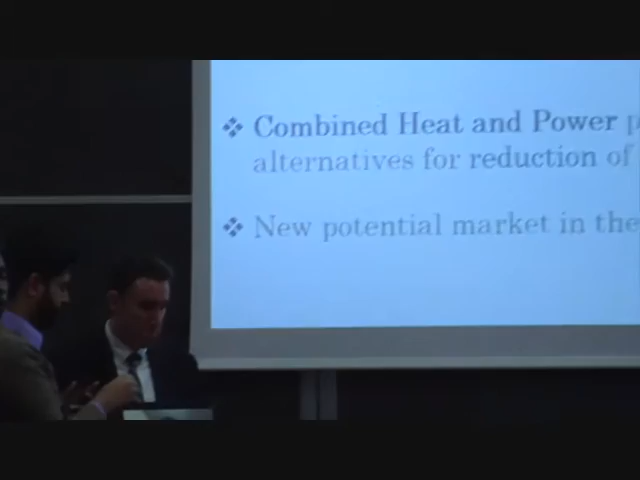 ❖ Combined Heat and Power
alternatives for reduction of
❖ New potential market in the